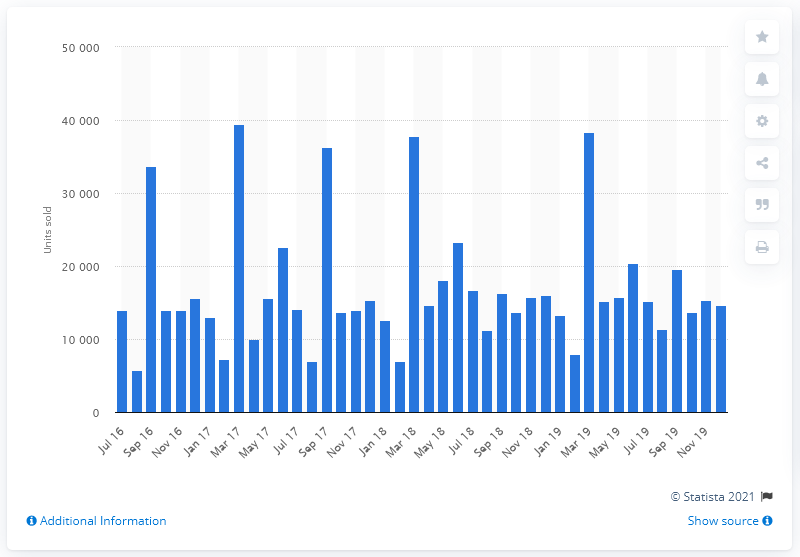 50 000
40 000
30 000
20 000
10 000
0
Units sold
Jul 16
Sep 16
Nov 16
Jan 17
Mar 17
May 17
Jul 17
Sep 17
Nov 17
Jan 18
Mar 18
May 18
Jul 18
Sep 18
Nov 18
Jan 19
Mar 19
May 19
Jul 19
Sep 19
Nov 19
© Statista 2021
Additional Information
Show source